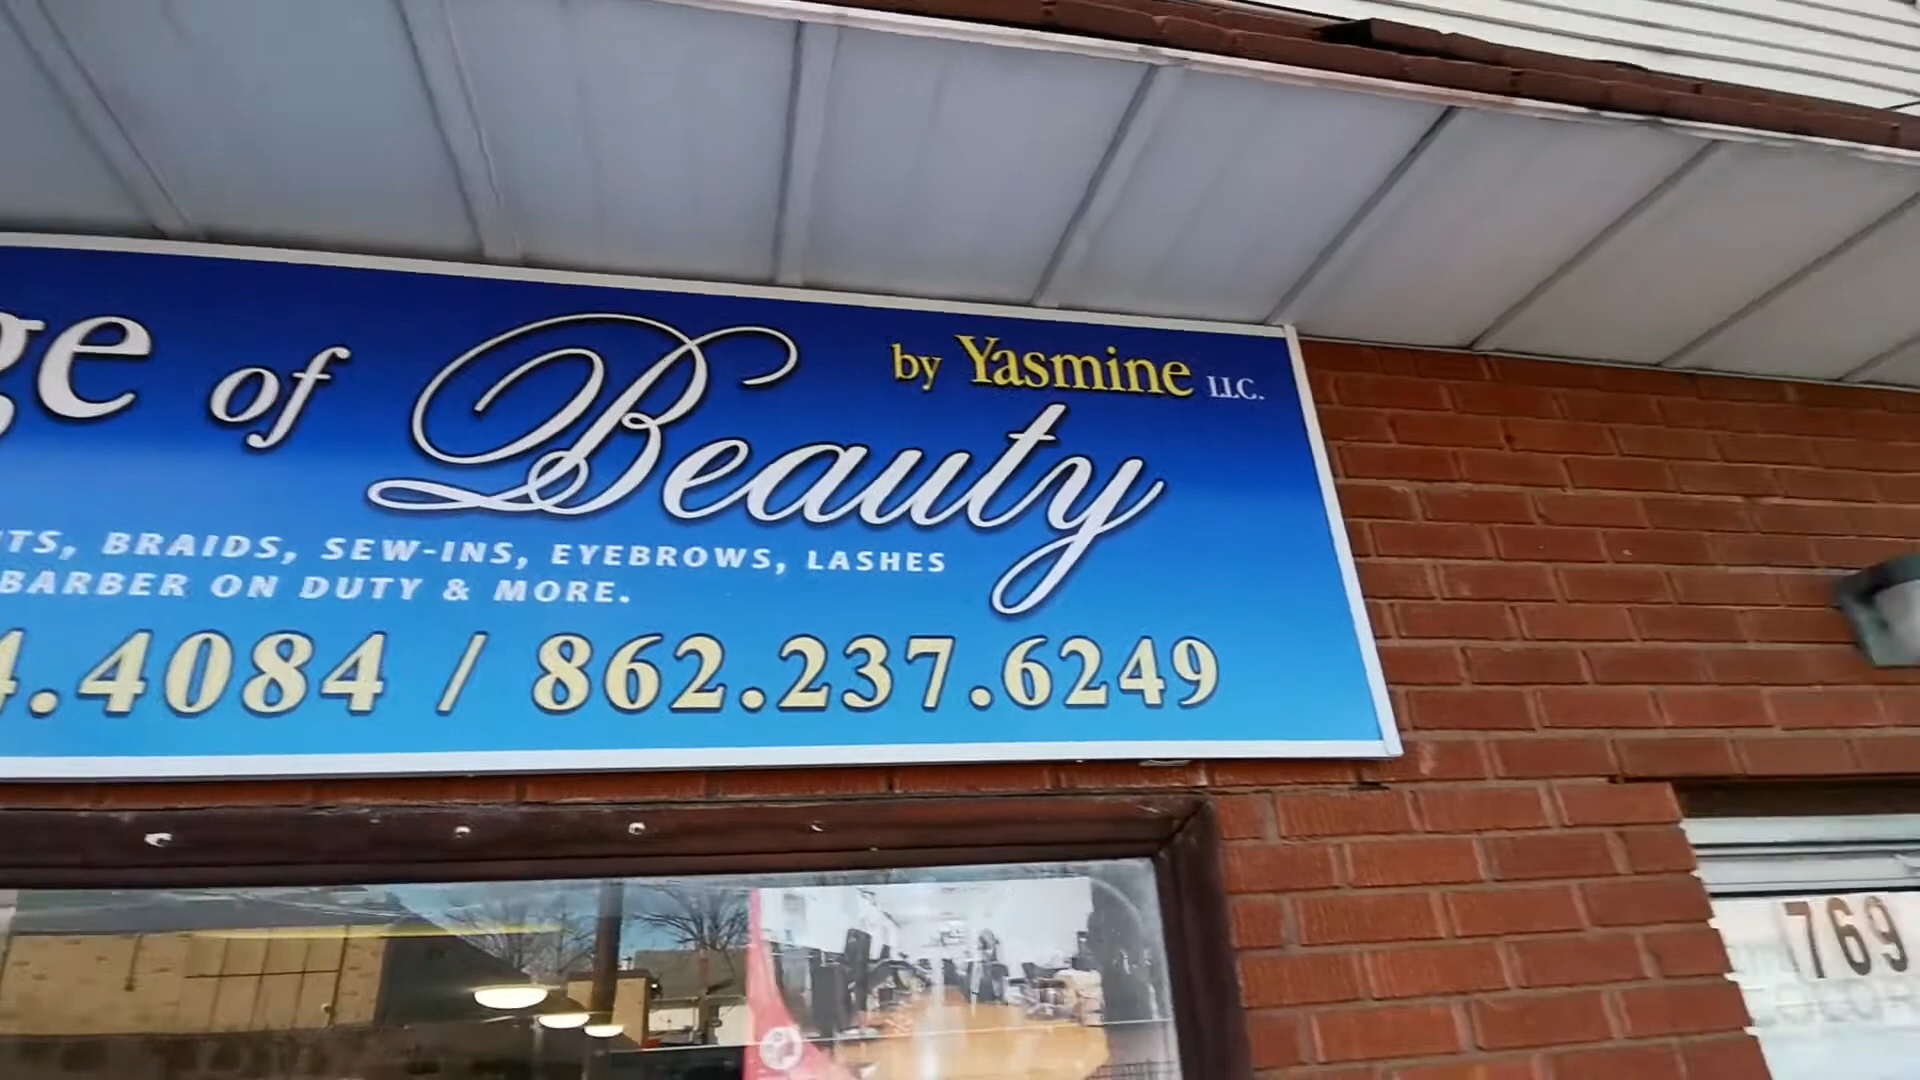 ge of Beauty by Yasmine LLC.
TS, BRAIDS, SEW-INS, EYEBROWS, LASHES
BARBER ON DUTY & MORE.
4.4084 / 862.237.6249
769